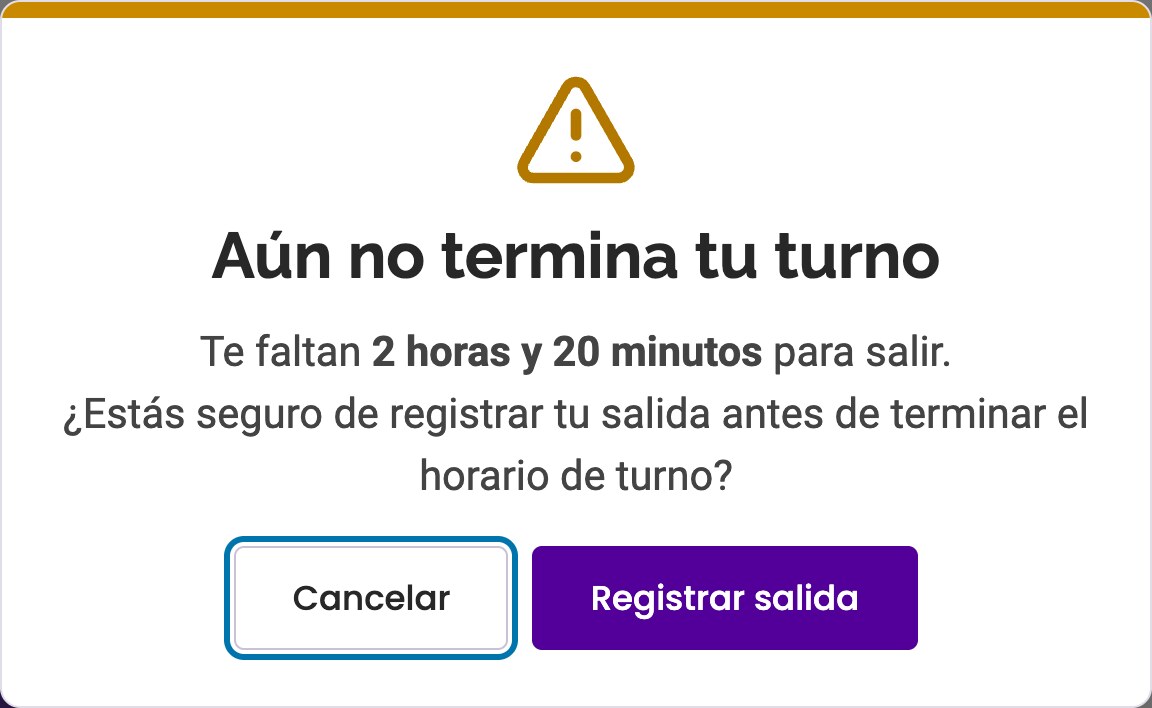 Aún no termina tu turno
Te faltan 2 horas y 20 minutos para salir.
¿Estás seguro de registrar tu salida antes de terminar el
horario de turno?
Cancelar
Registrar salida